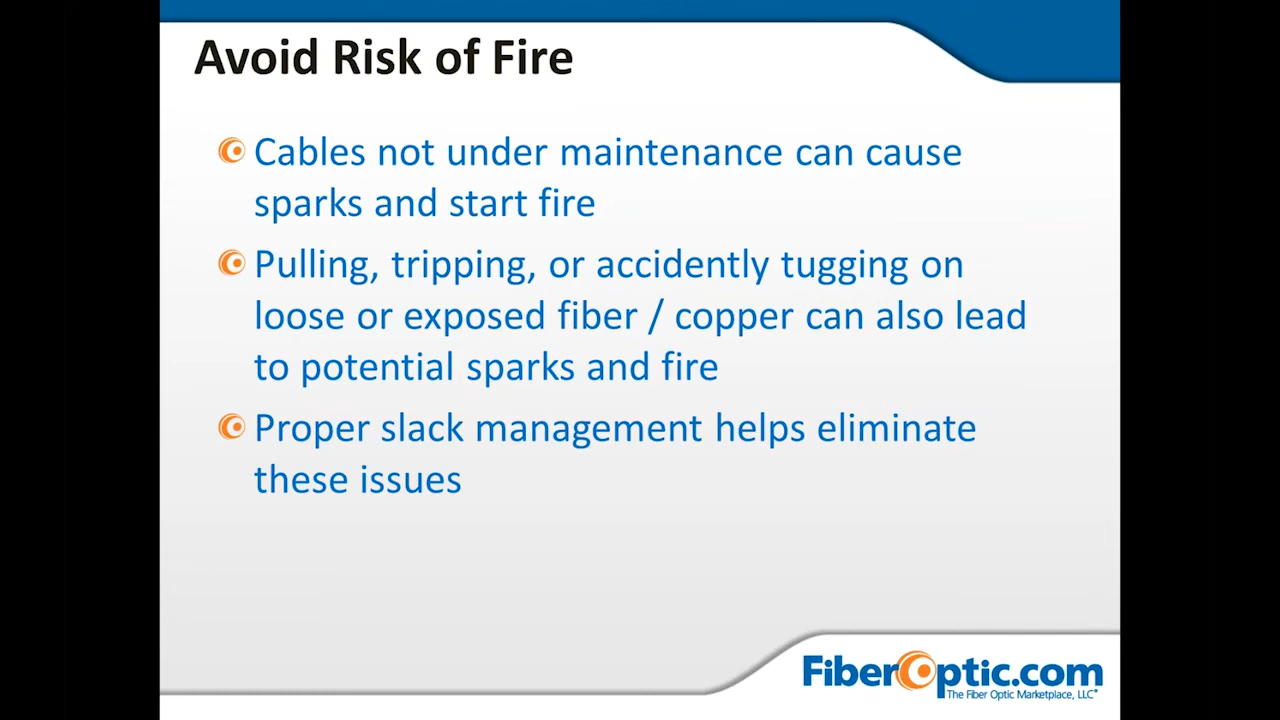 Avoid Risk of Fire
Cables not under maintenance can cause
sparks and start fire
Pulling, tripping, or accidently tugging on
loose or exposed fiber / copper can also lead
to potential sparks and fire
Proper slack management helps eliminate
these issues
FiberOptic.com
The Fiber Optic Marketplace, LLC®